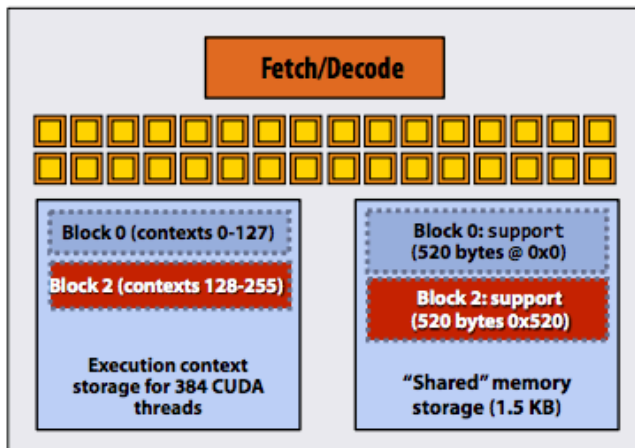 Fetch/Decode
Block 0 (contexts 0-127)
Block 2 (contexts 128-255)
Execution context
storage for 384 CUDA
threads
Block 0: support
(520 bytes @ 0x0)
Block 2: support
(520 bytes 0x520)
“Shared” memory
storage (1.5 KB)